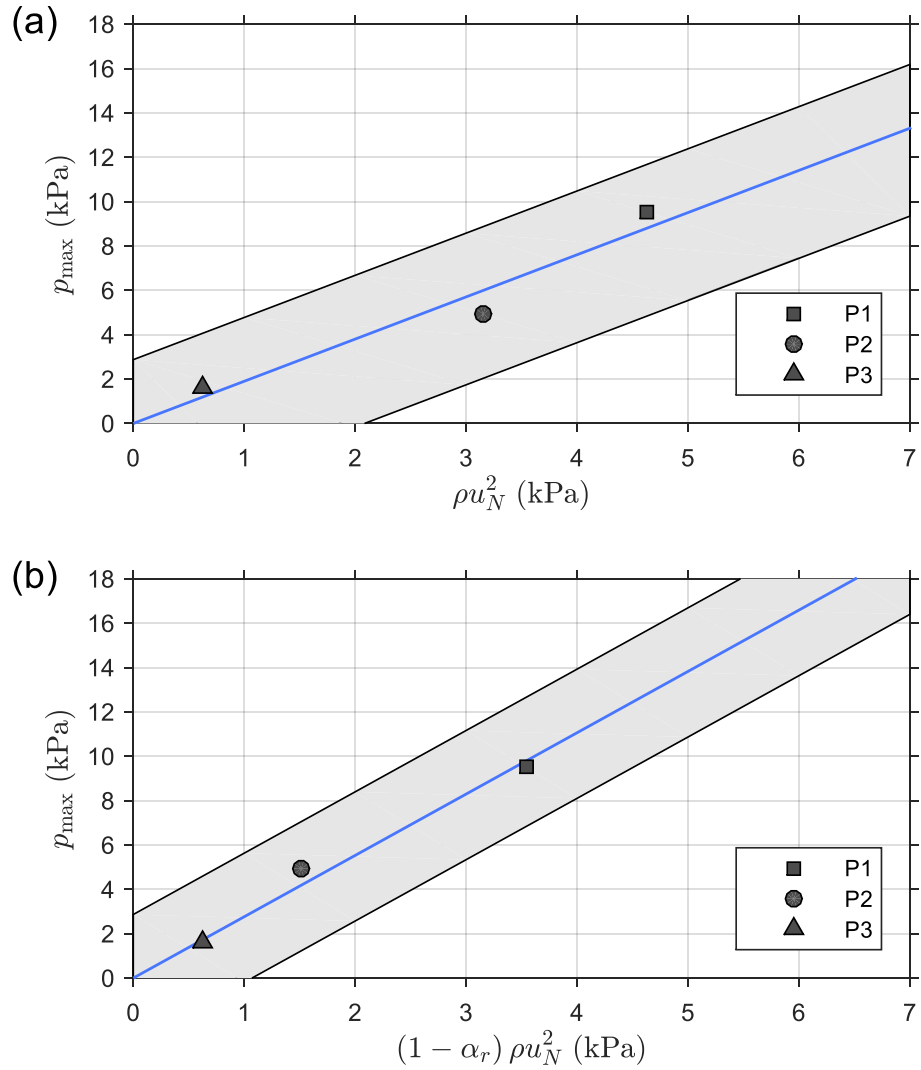 (a)
18
16
14
12
10
8
6
4
2
0
p_max (kPa)
P1
P2
P3
0 1 2 3 4 5 6 7
ρu_N^2 (kPa)
(b)
18
16
14
12
10
8
6
4
2
0
p_max (kPa)
P1
P2
P3
0 1 2 3 4 5 6 7
(1 − α_r) ρu_N^2 (kPa)